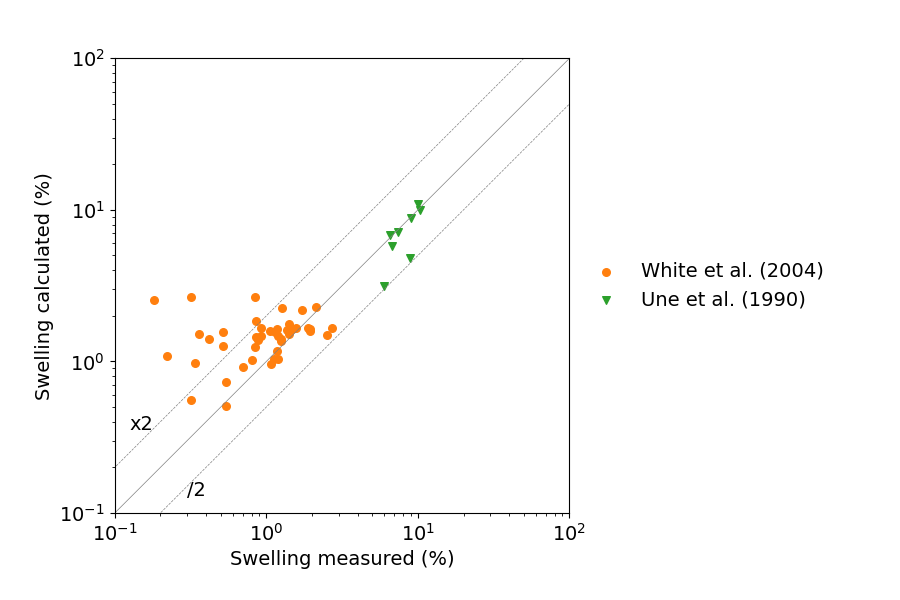 10²
10¹
10⁰
10⁻¹
Swelling calculated (%)
x2
/2
10⁻¹ 10⁰ 10¹ 10²
Swelling measured (%)
White et al. (2004)
Une et al. (1990)